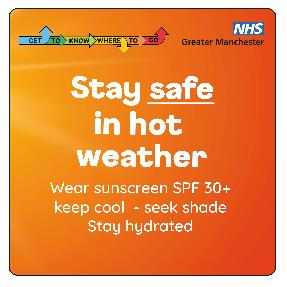 GET TO KNOW WHERE TO GO
NHS
Greater Manchester
Stay safe
in hot
weather
Wear sunscreen SPF 30+
keep cool - seek shade
Stay hydrated